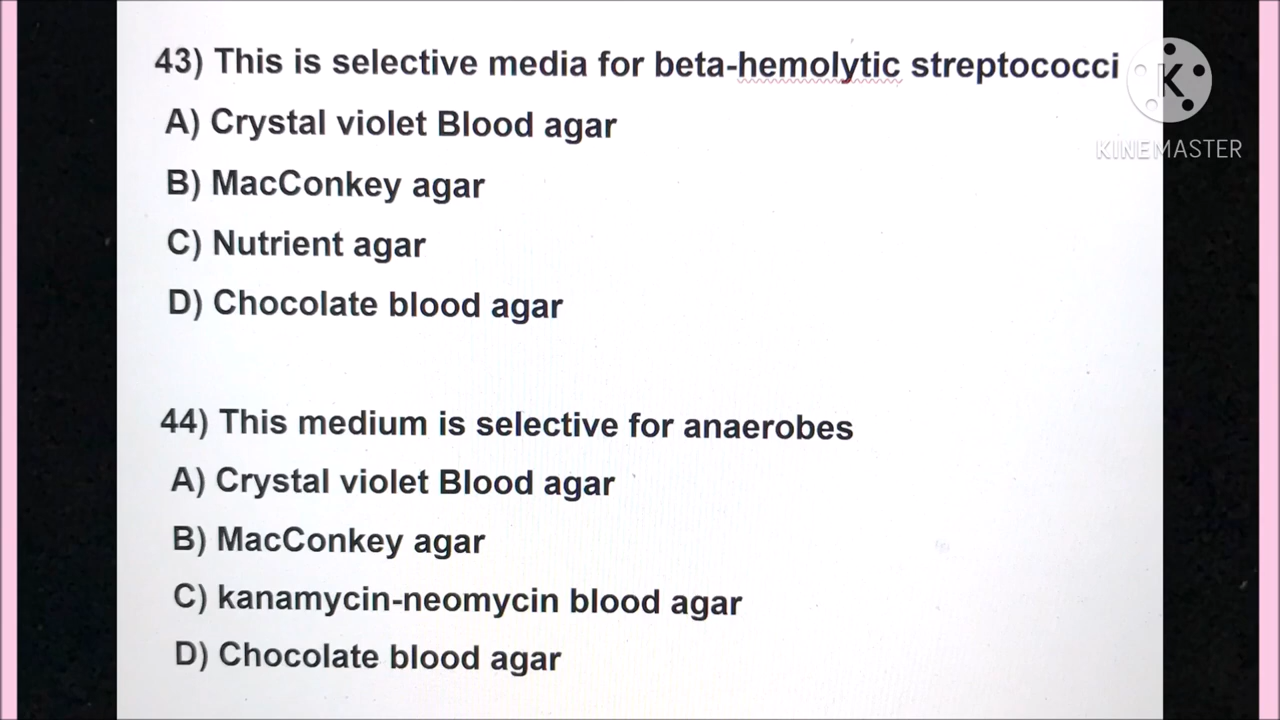 43) This is selective media for beta-hemolytic streptococci
A) Crystal violet Blood agar
B) MacConkey agar
C) Nutrient agar
D) Chocolate blood agar
K
KINEMASTER
44) This medium is selective for anaerobes
A) Crystal violet Blood agar
B) MacConkey agar
C) kanamycin-neomycin blood agar
D) Chocolate blood agar